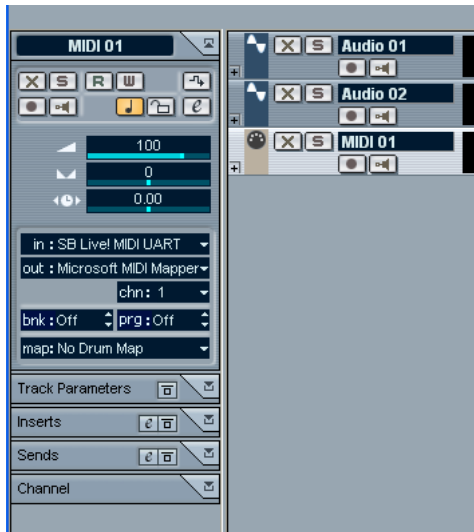 MIDI 01
X S R W
e
100
0
0.00
in : SB Live! MIDI UART
out : Microsoft MIDI Mapper
chn : 1
bnk : Off prg : Off
map: No Drum Map
Track Parameters
Inserts e
Sends e
Channel
X S Audio 01
X S Audio 02
X S MIDI 01